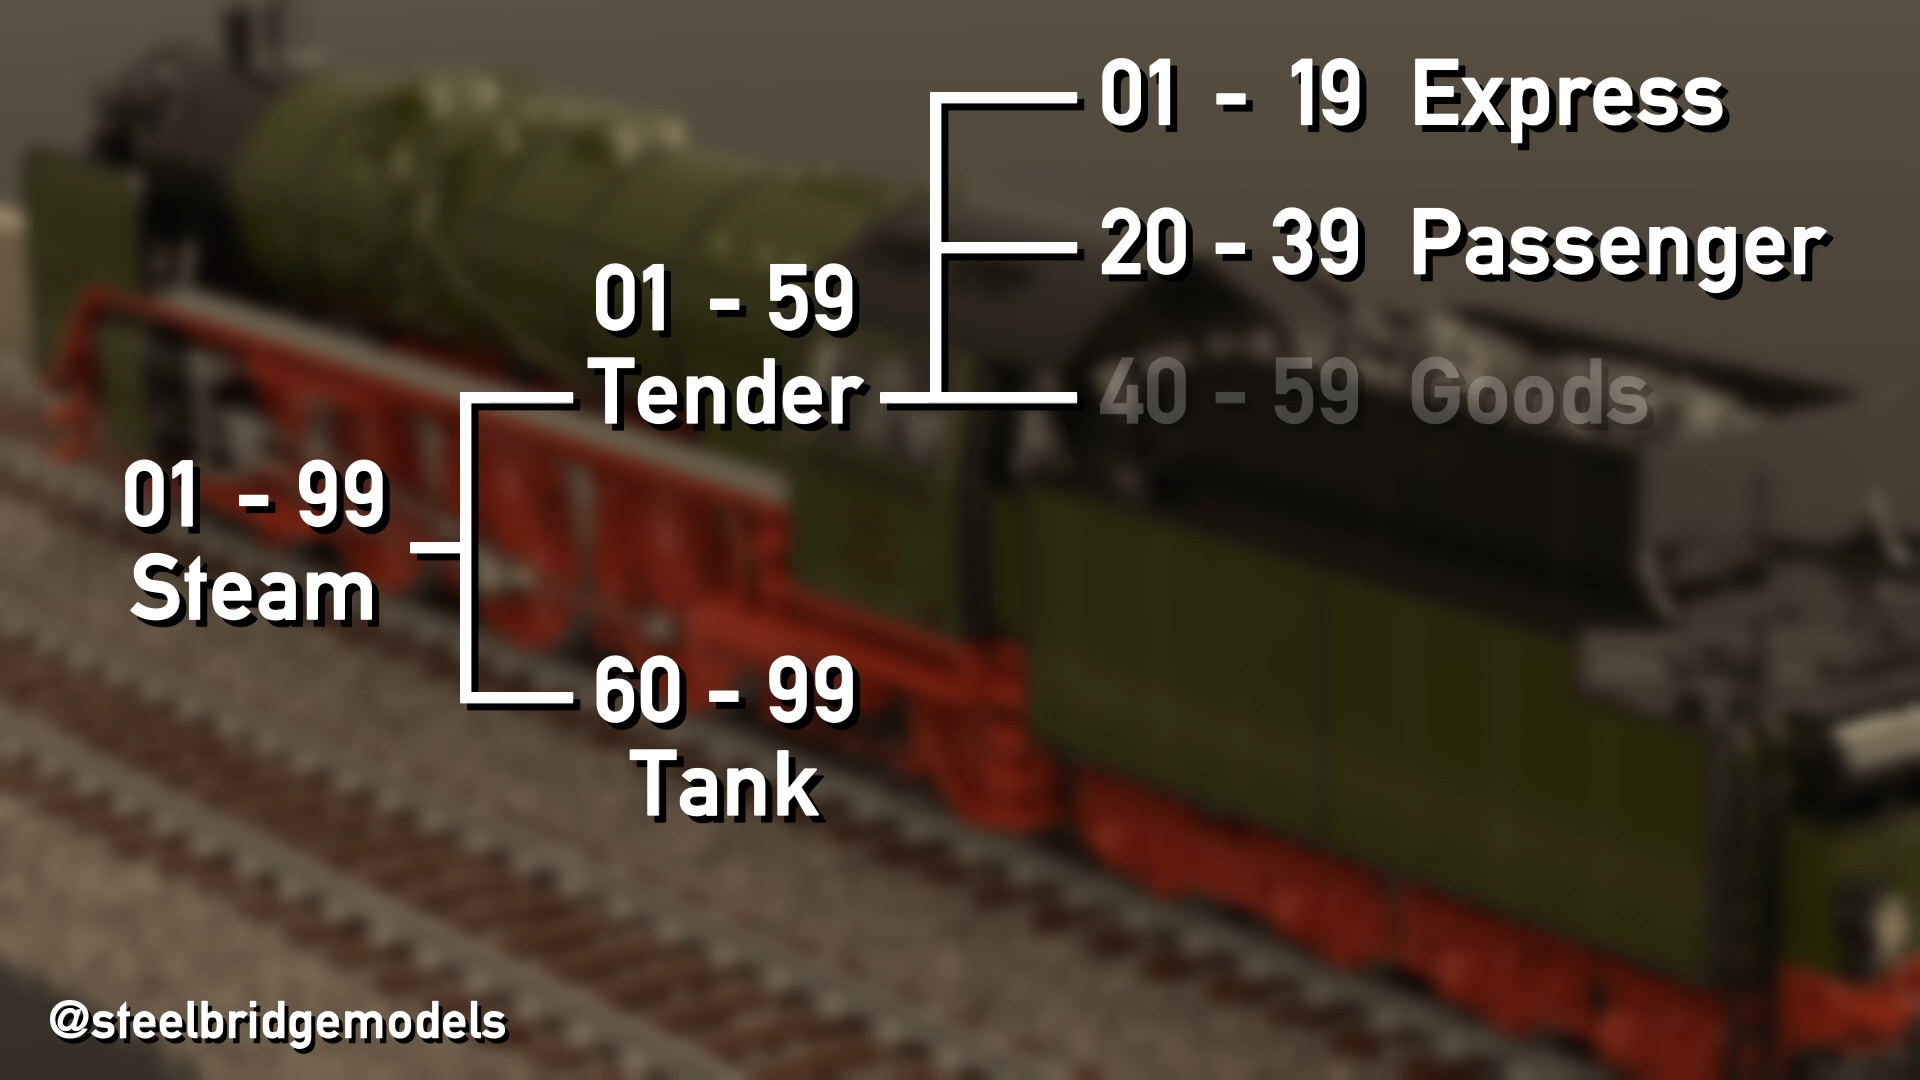 01 - 99
Steam
01 - 59
Tender
60 - 99
Tank
01 - 19 Express
20 - 39 Passenger
40 - 59 Goods
@steelbridgemodels